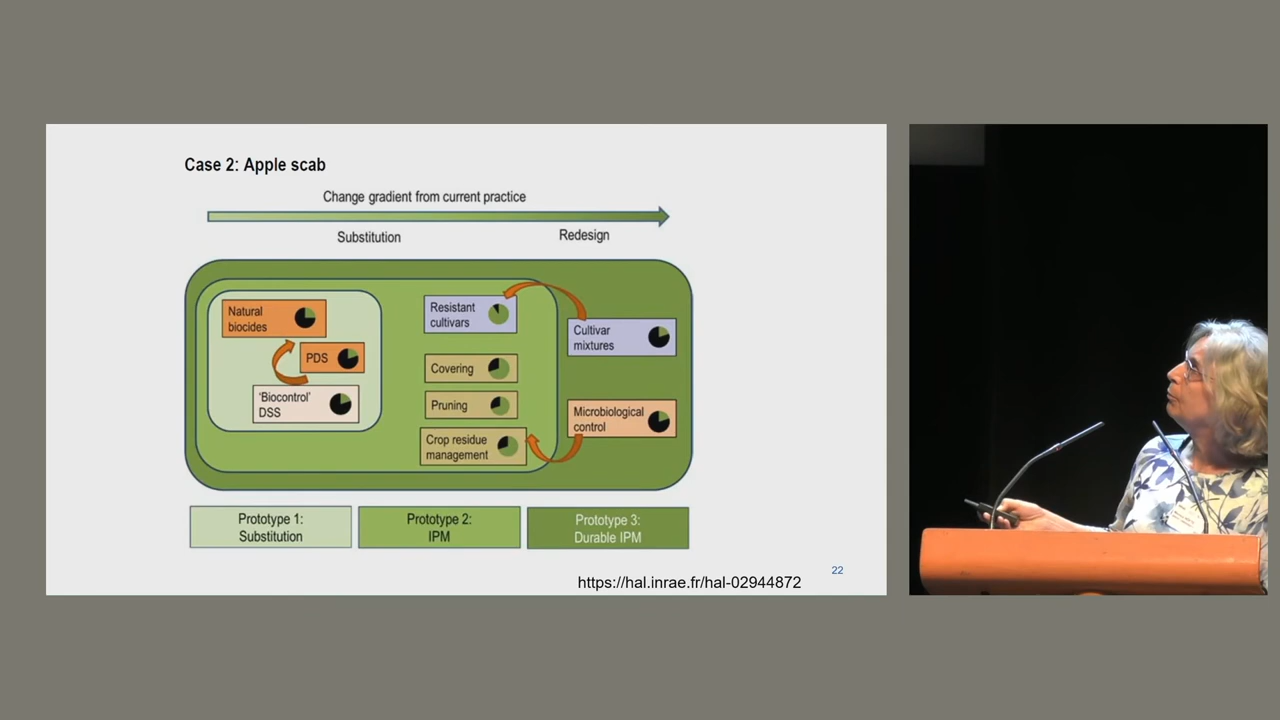 Case 2: Apple scab
Change gradient from current practice
Substitution
Redesign
Natural
biocides
PDS
'Biocontrol'
DSS
Resistant
cultivars
Covering
Pruning
Crop residue
management
Cultivar
mixtures
Microbiological
control
Prototype 1:
Substitution
Prototype 2:
IPM
Prototype 3:
Durable IPM
22
https://hal.inrae.fr/hal-02944872